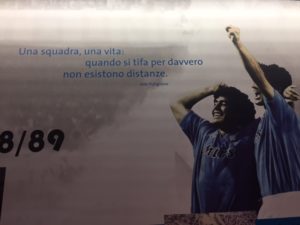 Una squadra, una vita:
quando si tifa per davvero
non esistono distanze.
8/89